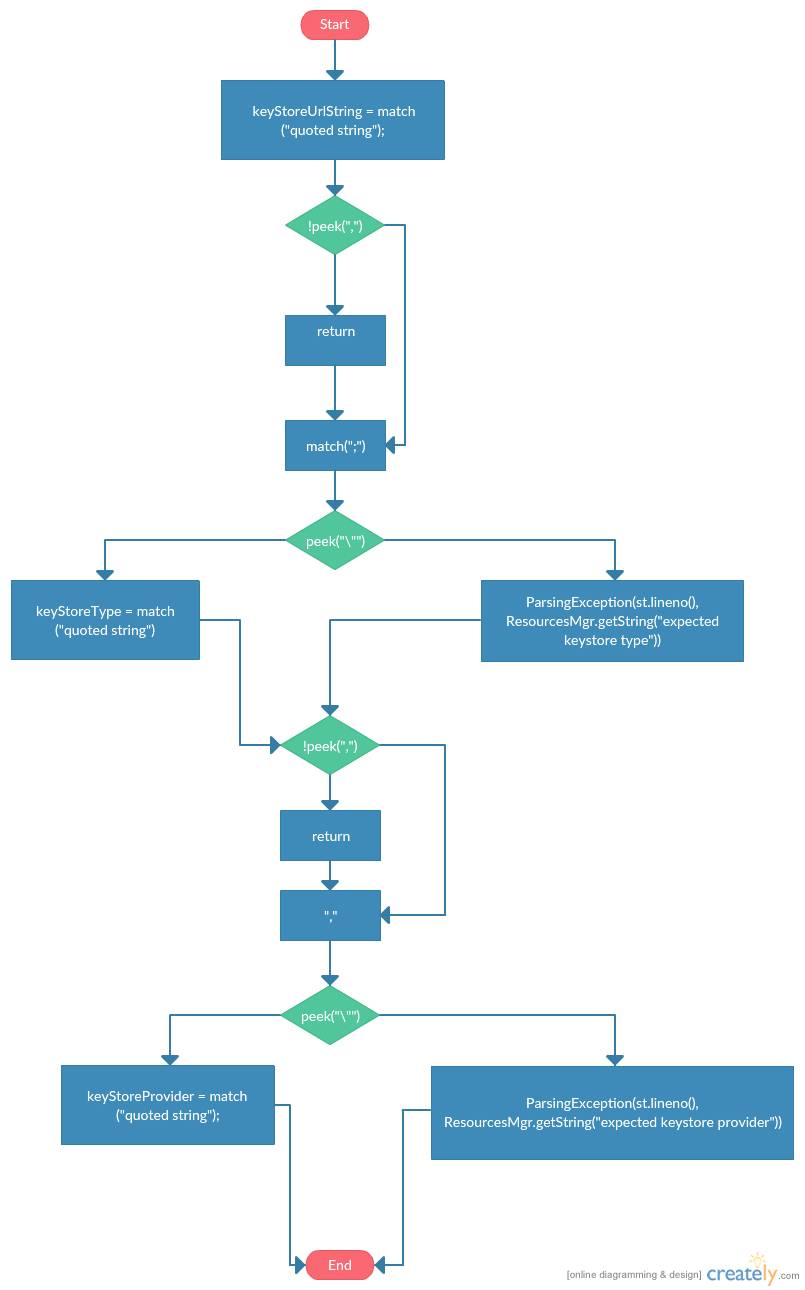 Start
keyStoreUrlString = match
("quoted string");
!peek(",")
return
match(";")
peek("\"")
keyStoreType = match
("quoted string")
ParsingException(st.lineno(),
ResourcesMgr.getString("expected
keystore type"))
!peek(",")
return
","
peek("\"")
keyStoreProvider = match
("quoted string");
ParsingException(st.lineno(),
ResourcesMgr.getString("expected keystore provider"))
End
[online diagramming & design] creately.com